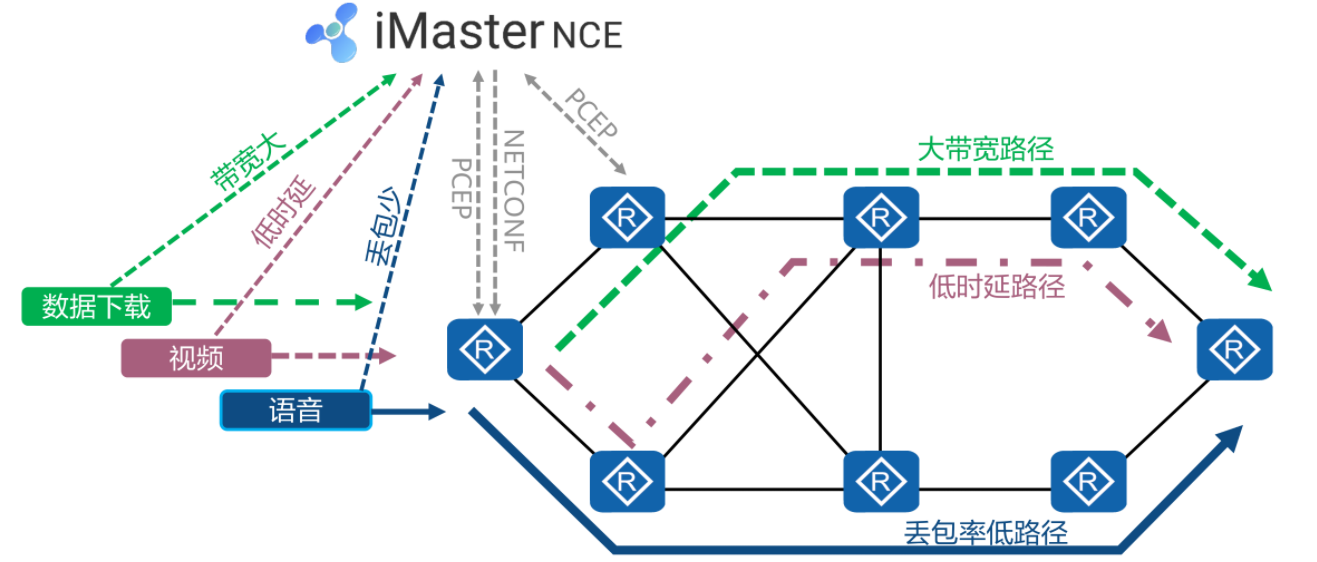 iMaster NCE
带宽大
低时延
丢包少
PCEP
NETCONF
PCEP
大带宽路径
R
R
R
低时延路径
数据下载
视频
语音
R
R
R
R
R
丢包率低路径